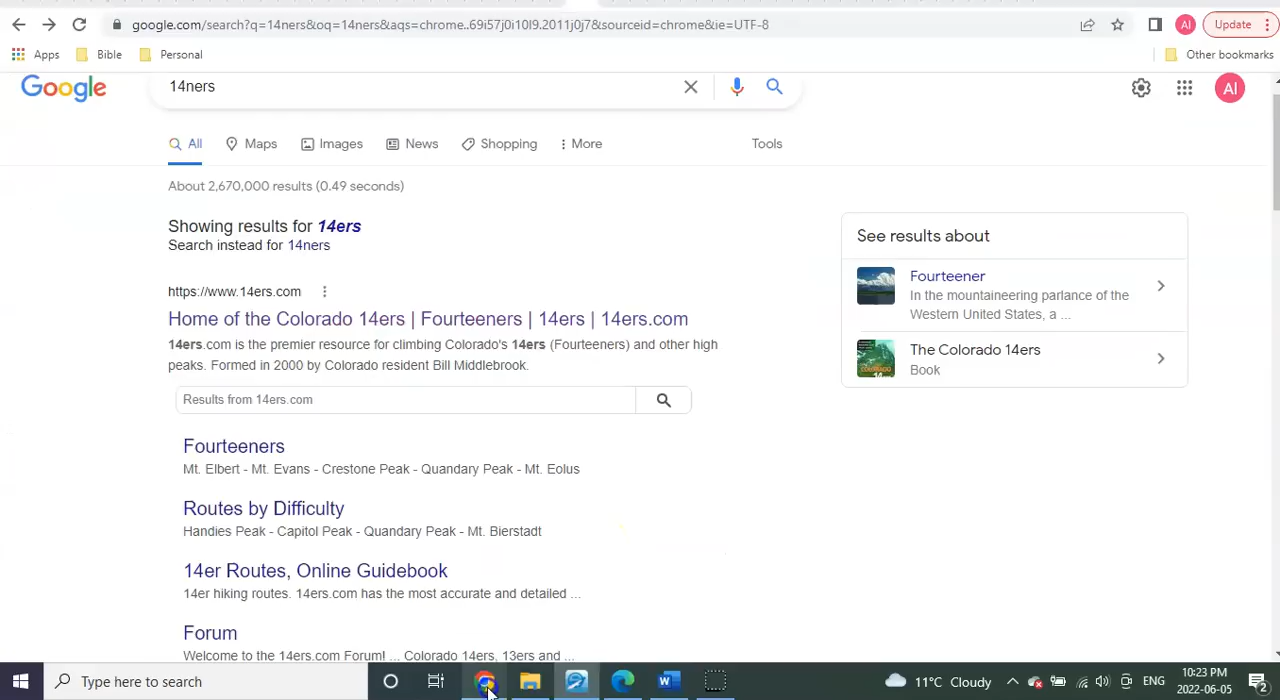 google.com/search?q=14ners&oq=14ners&aqs=chrome..69i57j0i10l9.2011j0j7&sourceid=chrome&ie=UTF-8
AI
Update
Apps
Bible
Personal
Other bookmarks
Google
14ners
AI
All
Maps
Images
News
Shopping
More
Tools
About 2,670,000 results (0.49 seconds)
Showing results for 14ers
Search instead for 14ners
https://www.14ers.com
Home of the Colorado 14ers | Fourteeners | 14ers | 14ers.com
14ers.com is the premier resource for climbing Colorado's 14ers (Fourteeners) and other high
peaks. Formed in 2000 by Colorado resident Bill Middlebrook.
Results from 14ers.com
Fourteeners
Mt. Elbert - Mt. Evans - Crestone Peak - Quandary Peak - Mt. Eolus
Routes by Difficulty
Handies Peak - Capitol Peak - Quandary Peak - Mt. Bierstadt
14er Routes, Online Guidebook
14er hiking routes. 14ers.com has the most accurate and detailed ...
Forum
Welcome to the 14ers.com Forum! ... Colorado 14ers, 13ers and ...
See results about
Fourteener
In the mountaineering parlance of the
Western United States, a ...
The Colorado 14ers
Book
Type here to search
11°C Cloudy
ENG
10:23 PM
2022-06-05
2